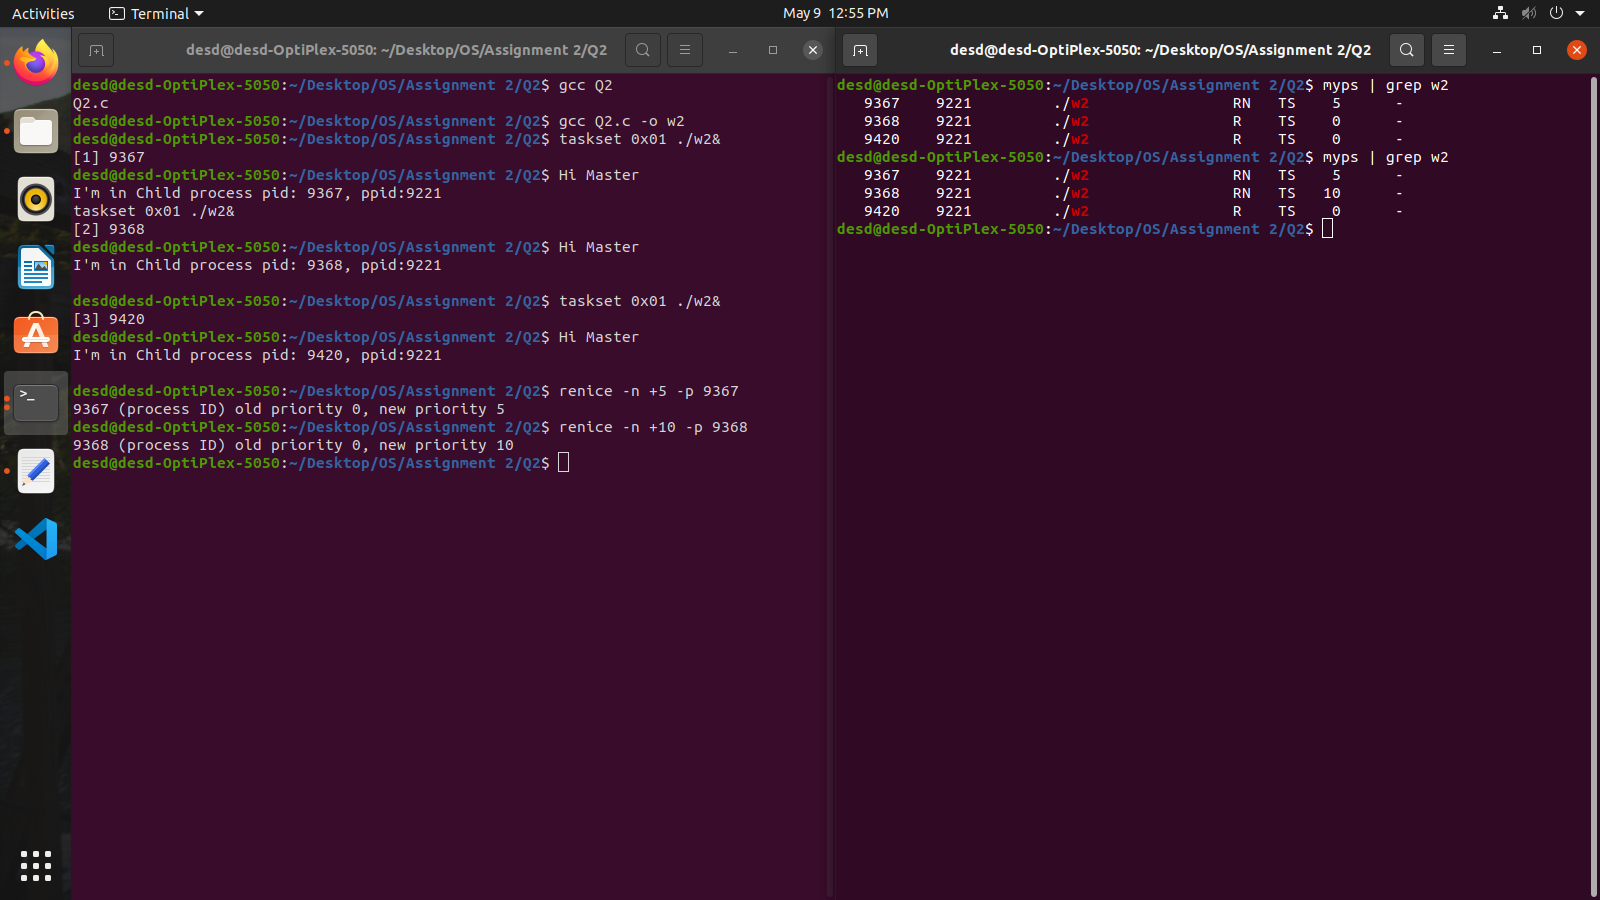 Activities Terminal May 9 12:55 PM
desd@desd-OptiPlex-5050: ~/Desktop/OS/Assignment 2/Q2
desd@desd-OptiPlex-5050:~/Desktop/OS/Assignment 2/Q2$ gcc Q2
Q2.c
desd@desd-OptiPlex-5050:~/Desktop/OS/Assignment 2/Q2$ gcc Q2.c -o w2
desd@desd-OptiPlex-5050:~/Desktop/OS/Assignment 2/Q2$ taskset 0x01 ./w2&
[1] 9367
desd@desd-OptiPlex-5050:~/Desktop/OS/Assignment 2/Q2$ Hi Master
I'm in Child process pid: 9367, ppid:9221
taskset 0x01 ./w2&
[2] 9368
desd@desd-OptiPlex-5050:~/Desktop/OS/Assignment 2/Q2$ Hi Master
I'm in Child process pid: 9368, ppid:9221
desd@desd-OptiPlex-5050:~/Desktop/OS/Assignment 2/Q2$ taskset 0x01 ./w2&
[3] 9420
desd@desd-OptiPlex-5050:~/Desktop/OS/Assignment 2/Q2$ Hi Master
I'm in Child process pid: 9420, ppid:9221
desd@desd-OptiPlex-5050:~/Desktop/OS/Assignment 2/Q2$ renice -n +5 -p 9367
9367 (process ID) old priority 0, new priority 5
desd@desd-OptiPlex-5050:~/Desktop/OS/Assignment 2/Q2$ renice -n +10 -p 9368
9368 (process ID) old priority 0, new priority 10
desd@desd-OptiPlex-5050:~/Desktop/OS/Assignment 2/Q2$
desd@desd-OptiPlex-5050: ~/Desktop/OS/Assignment 2/Q2
desd@desd-OptiPlex-5050:~/Desktop/OS/Assignment 2/Q2$ myps | grep w2
9367 9221 ./w2 RN TS 5 -
9368 9221 ./w2 R TS 0 -
9420 9221 ./w2 R TS 0 -
desd@desd-OptiPlex-5050:~/Desktop/OS/Assignment 2/Q2$ myps | grep w2
9367 9221 ./w2 RN TS 5 -
9368 9221 ./w2 RN TS 10 -
9420 9221 ./w2 R TS 0 -
desd@desd-OptiPlex-5050:~/Desktop/OS/Assignment 2/Q2$